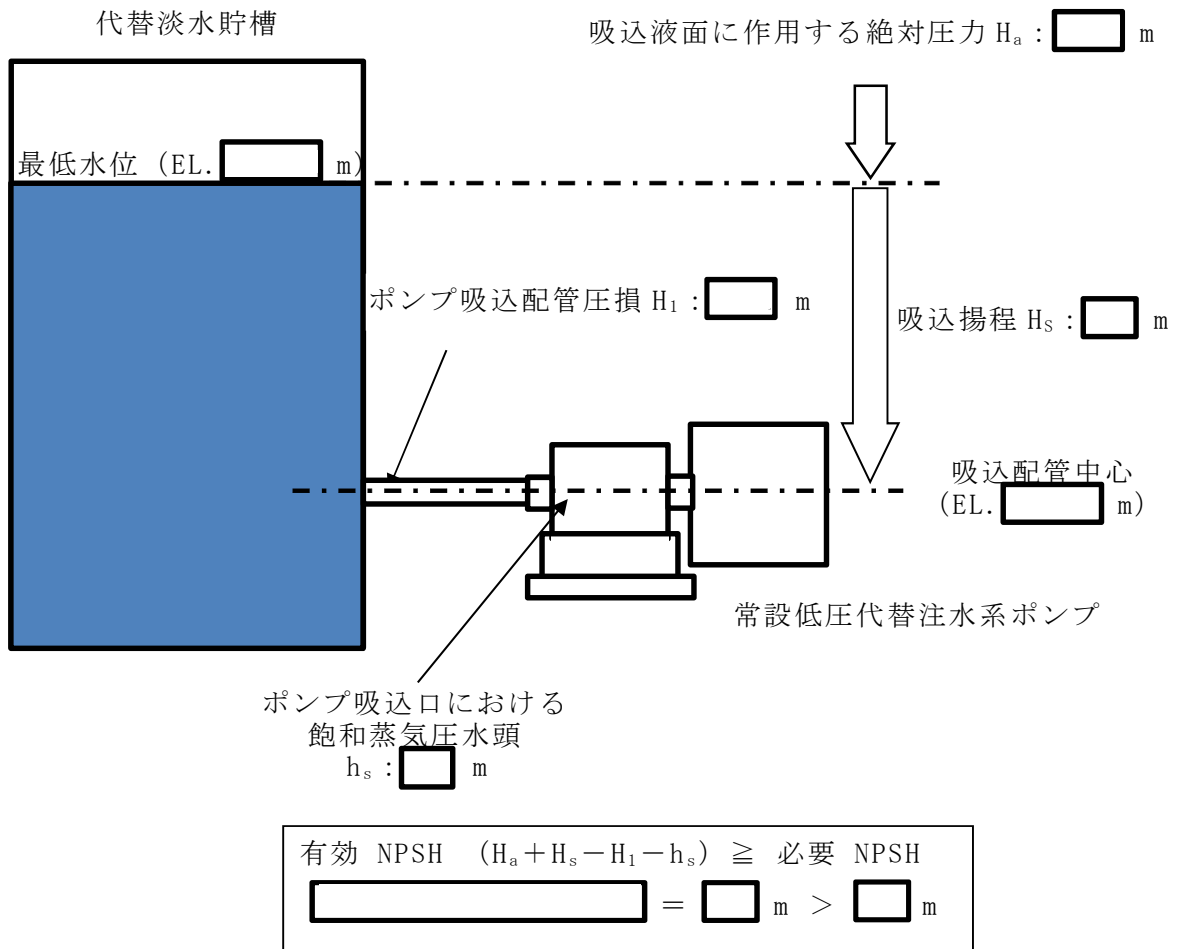 代替淡水貯槽
吸込液面に作用する絶対圧力 Hₐ : m
最低水位 (EL. m)
ポンプ吸込配管圧損 H₁ : m
吸込揚程 Hs : m
吸込配管中心
(EL. m)
常設低圧代替注水系ポンプ
ポンプ吸込口における
飽和蒸気圧水頭
hₛ : m
有効 NPSH (Hₐ+Hₛ−H₁−hₛ) ≧ 必要 NPSH
= m > m